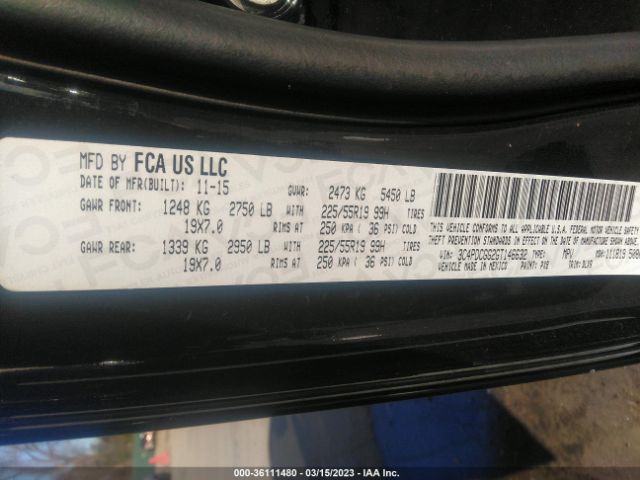 MFD BY FCA US LLC
DATE OF MFR(BUILT): 11-15 GVWR: 2473 KG 5450 LB
GAWR FRONT: 1248 KG 2750 LB WITH 225/55R19 99H TIRES
19X7.0 RIMS AT 250 KPA ( 36 PSI) COLD
GAWR REAR: 1339 KG 2950 LB WITH 225/55R19 99H TIRES
19X7.0 RIMS AT 250 KPA ( 36 PSI) COLD
THIS VEHICLE CONFORMS TO ALL APPLICABLE U.S.A. FEDERAL MOTOR VEHICLE SAFETY
THEFT PREVENTION STANDARDS IN EFFECT ON THE DATE OF MANUFACTURE SHOWN ABOVE.
VIN: 3C4PDCGG2GT146632 TYPE: MPV MDH: 111819
VEHICLE MADE IN MEXICO PAINT: PX8 TRIM:
000-36111480 - 03/15/2023 - IAA Inc.